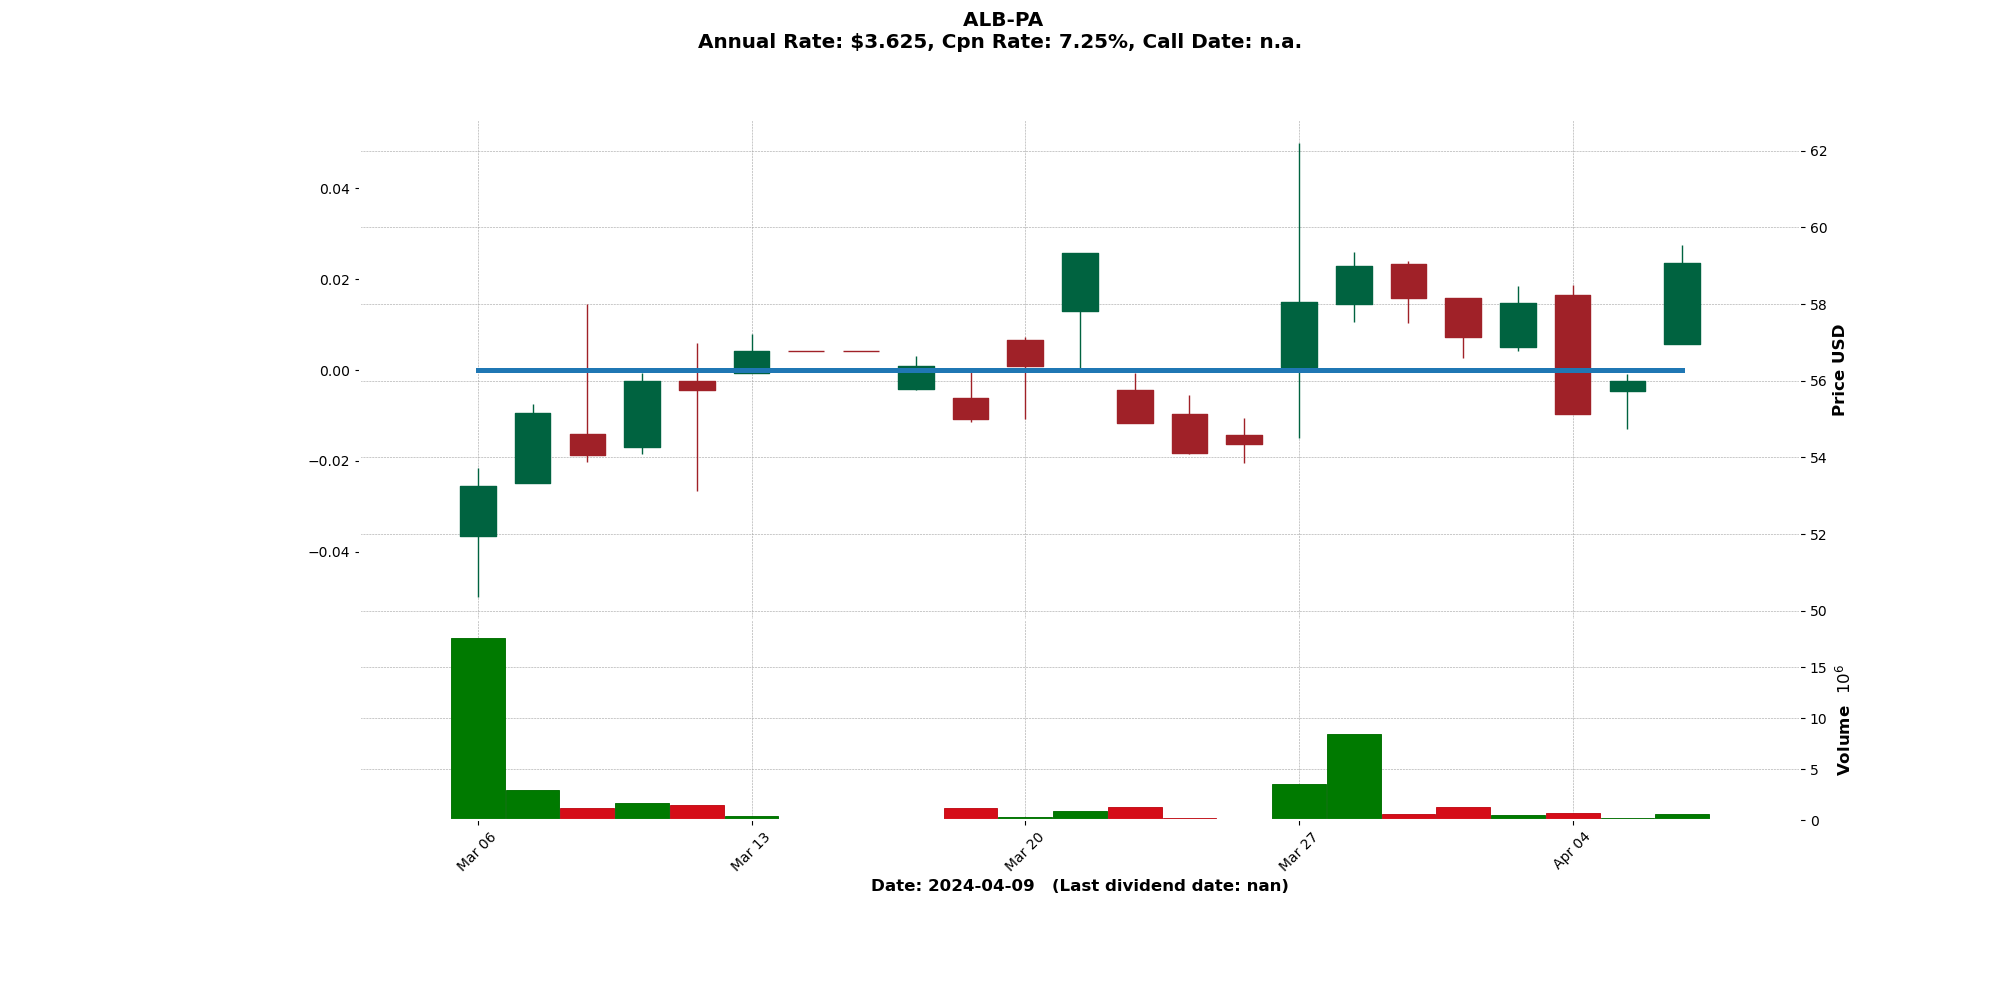 ALB-PA
Annual Rate: $3.625, Cpn Rate: 7.25%, Call Date: n.a.
0.04
0.02
0.00
−0.02
−0.04
62
60
58
56
54
52
50
Price USD
15
10
5
0
Volume 10⁶
Mar 06
Mar 13
Mar 20
Mar 27
Apr 04
Date: 2024-04-09 (Last dividend date: nan)